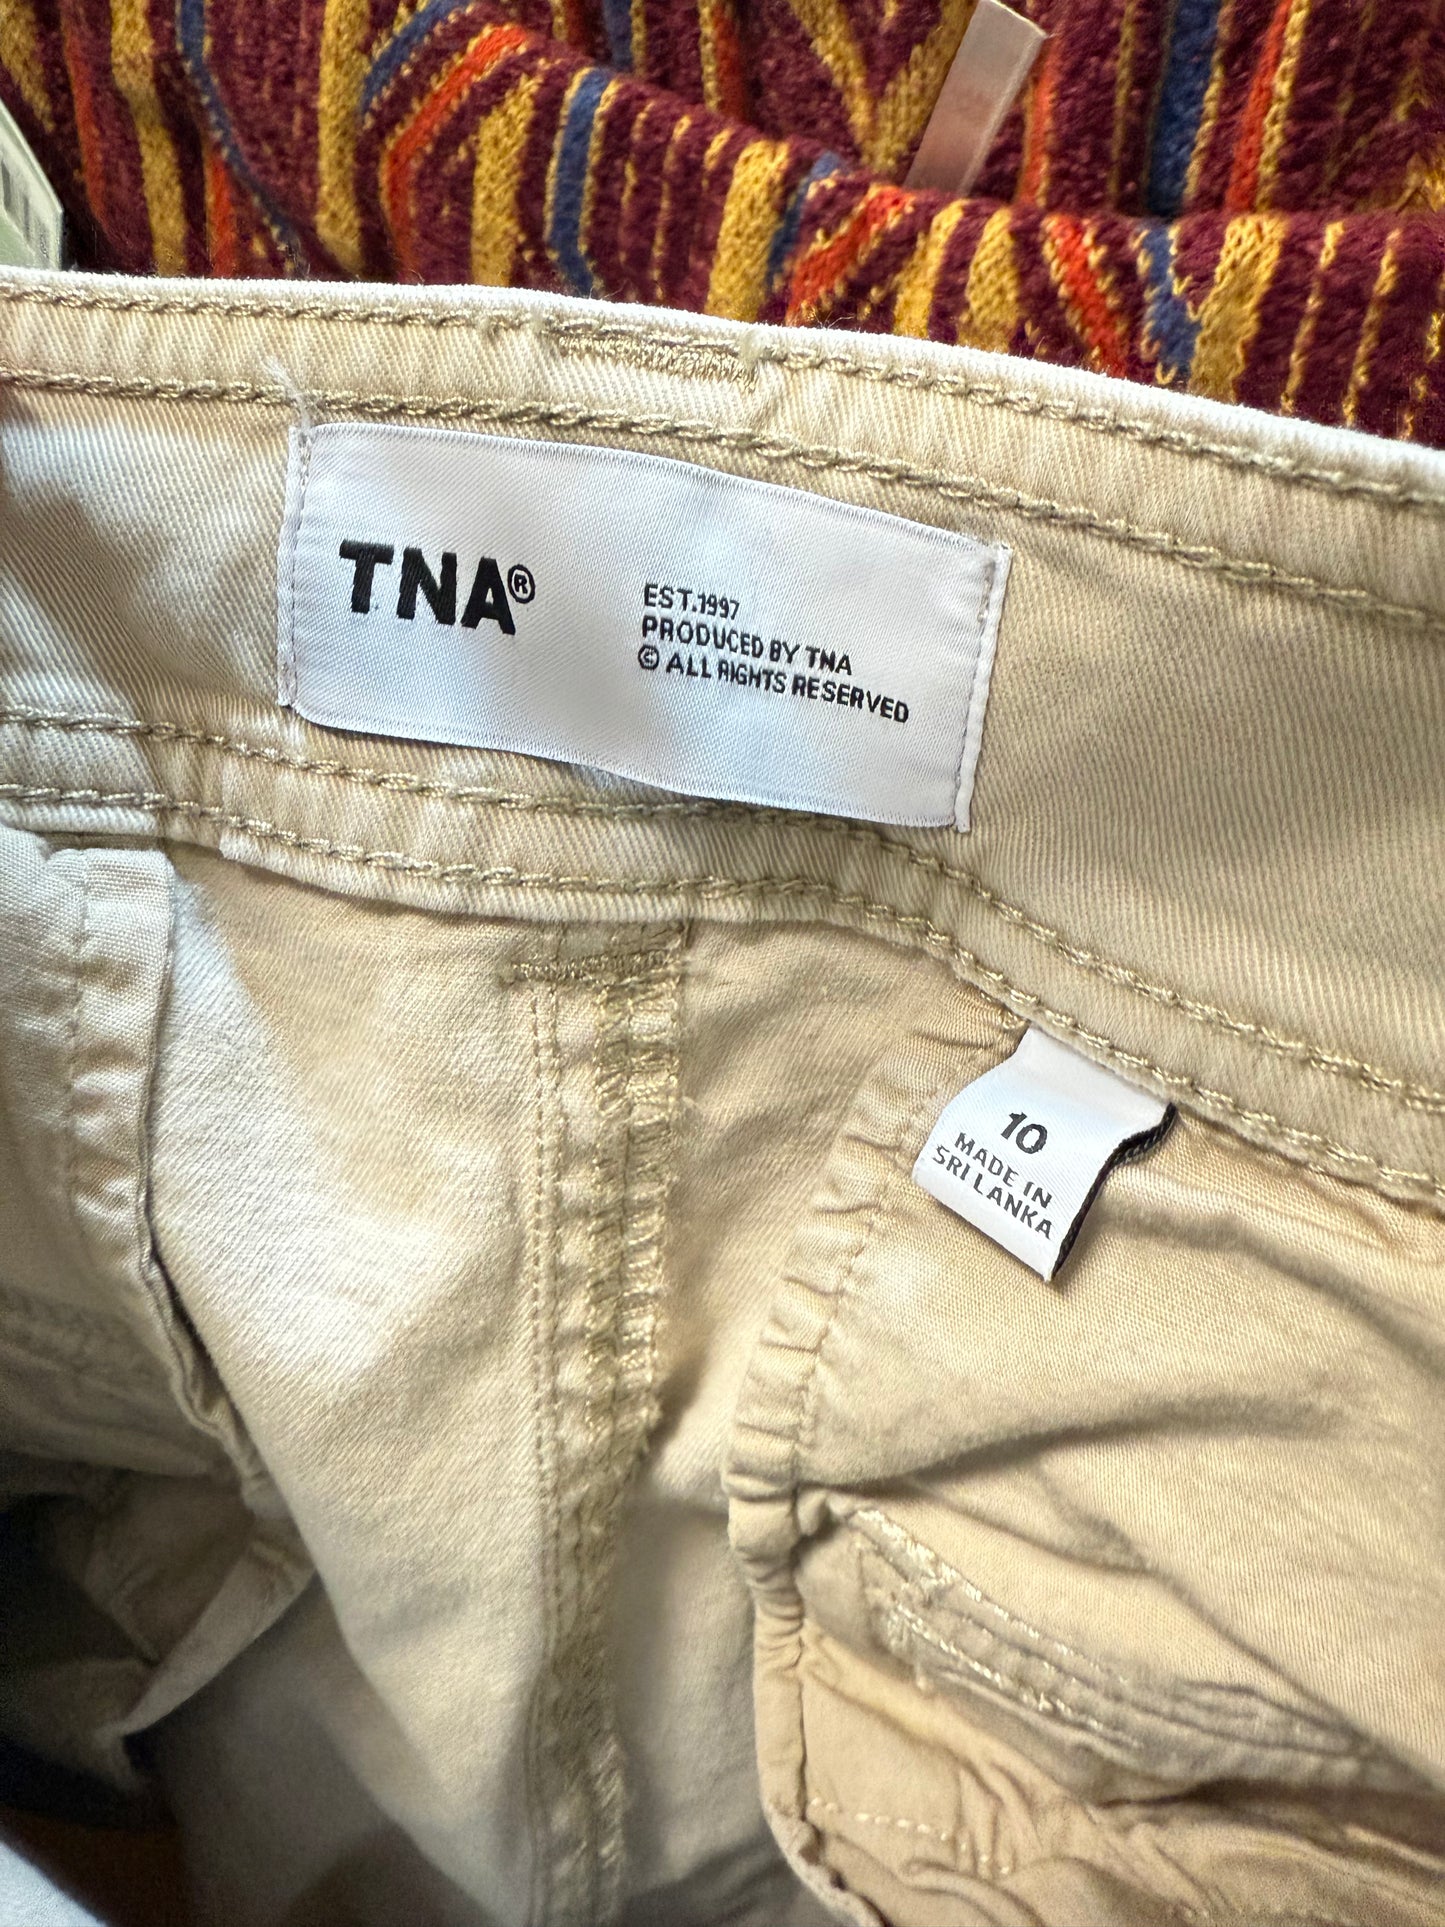 TNA®
EST.1997
PRODUCED BY TNA
© ALL RIGHTS RESERVED
10
MADE IN
SRI LANKA